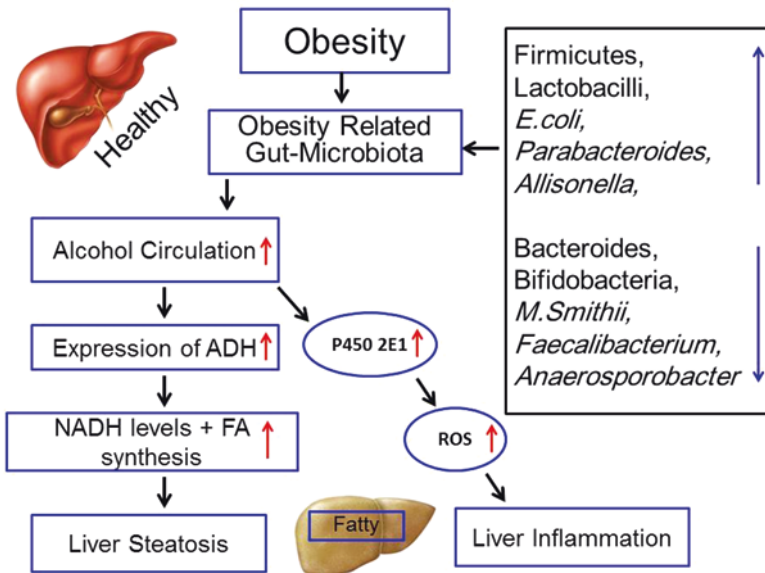 Obesity
Healthy
Obesity Related
Gut-Microbiota
Firmicutes,
Lactobacilli,
E.coli,
Parabacteroides,
Allisonella,
Bacteroides,
Bifidobacteria,
M.Smithii,
Faecalibacterium,
Anaerosporobacter
Alcohol Circulation
Expression of ADH
P450 2E1
NADH levels + FA
synthesis
ROS
Liver Steatosis
Fatty
Liver Inflammation